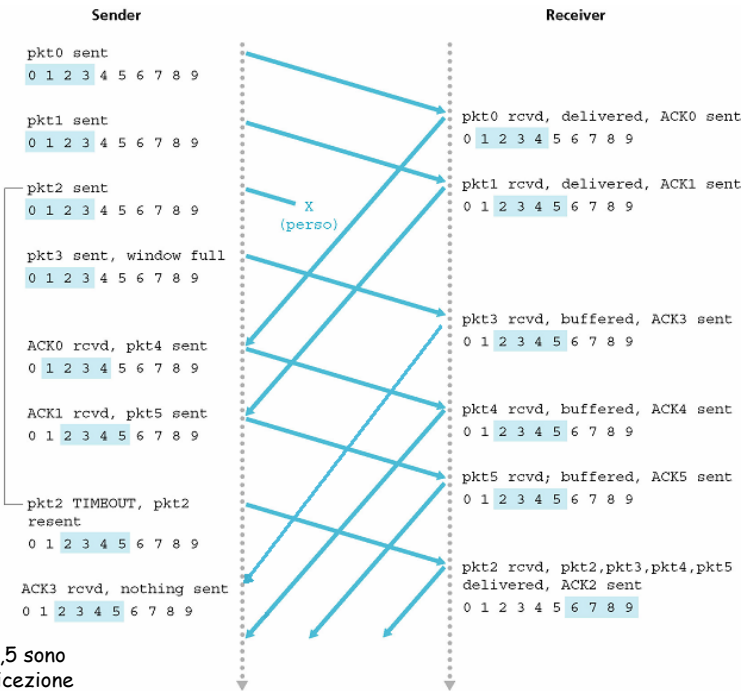 Sender
Receiver
pkt0 sent
0 1 2 3 4 5 6 7 8 9
pkt0 rcvd, delivered, ACK0 sent
0 1 2 3 4 5 6 7 8 9
pkt1 sent
0 1 2 3 4 5 6 7 8 9
pkt1 rcvd, delivered, ACK1 sent
0 1 2 3 4 5 6 7 8 9
pkt2 sent
0 1 2 3 4 5 6 7 8 9
X
(perso)
pkt3 sent, window full
0 1 2 3 4 5 6 7 8 9
pkt3 rcvd, buffered, ACK3 sent
0 1 2 3 4 5 6 7 8 9
ACK0 rcvd, pkt4 sent
0 1 2 3 4 5 6 7 8 9
pkt4 rcvd, buffered, ACK4 sent
0 1 2 3 4 5 6 7 8 9
ACK1 rcvd, pkt5 sent
0 1 2 3 4 5 6 7 8 9
pkt5 rcvd; buffered, ACK5 sent
0 1 2 3 4 5 6 7 8 9
pkt2 TIMEOUT, pkt2
resent
0 1 2 3 4 5 6 7 8 9
pkt2 rcvd, pkt2,pkt3,pkt4,pkt5
delivered, ACK2 sent
0 1 2 3 4 5 6 7 8 9
ACK3 rcvd, nothing sent
0 1 2 3 4 5 6 7 8 9
,5 sono
icezione